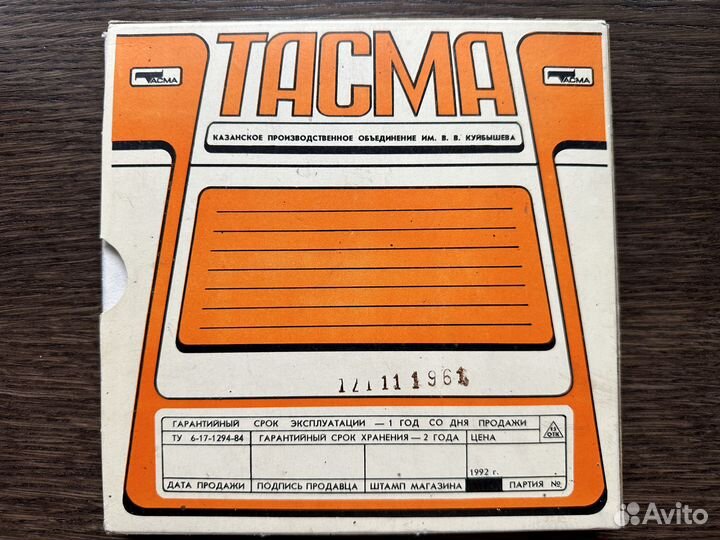 ТАСМА
ТАСМА
ТАСМА
КАЗАНСКОЕ ПРОИЗВОДСТВЕННОЕ ОБЪЕДИНЕНИЕ ИМ. В. В. КУЙБЫШЕВА
ГАРАНТИЙНЫЙ СРОК ЭКСПЛУАТАЦИИ — 1 ГОД СО ДНЯ ПРОДАЖИ
ТУ 6-17-1294-84 ГАРАНТИЙНЫЙ СРОК ХРАНЕНИЯ — 2 ГОДА ЦЕНА
13
ОТК
1992 г.
ДАТА ПРОДАЖИ ПОДПИСЬ ПРОДАВЦА ШТАМП МАГАЗИНА ПАРТИЯ №
Avito